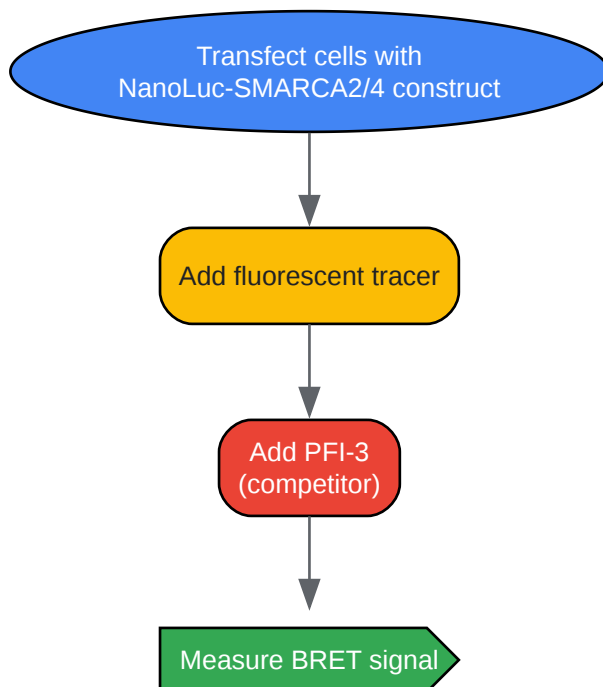 Transfect cells with
NanoLuc-SMARCA2/4 construct
Add fluorescent tracer
Add PFI-3
(competitor)
Measure BRET signal